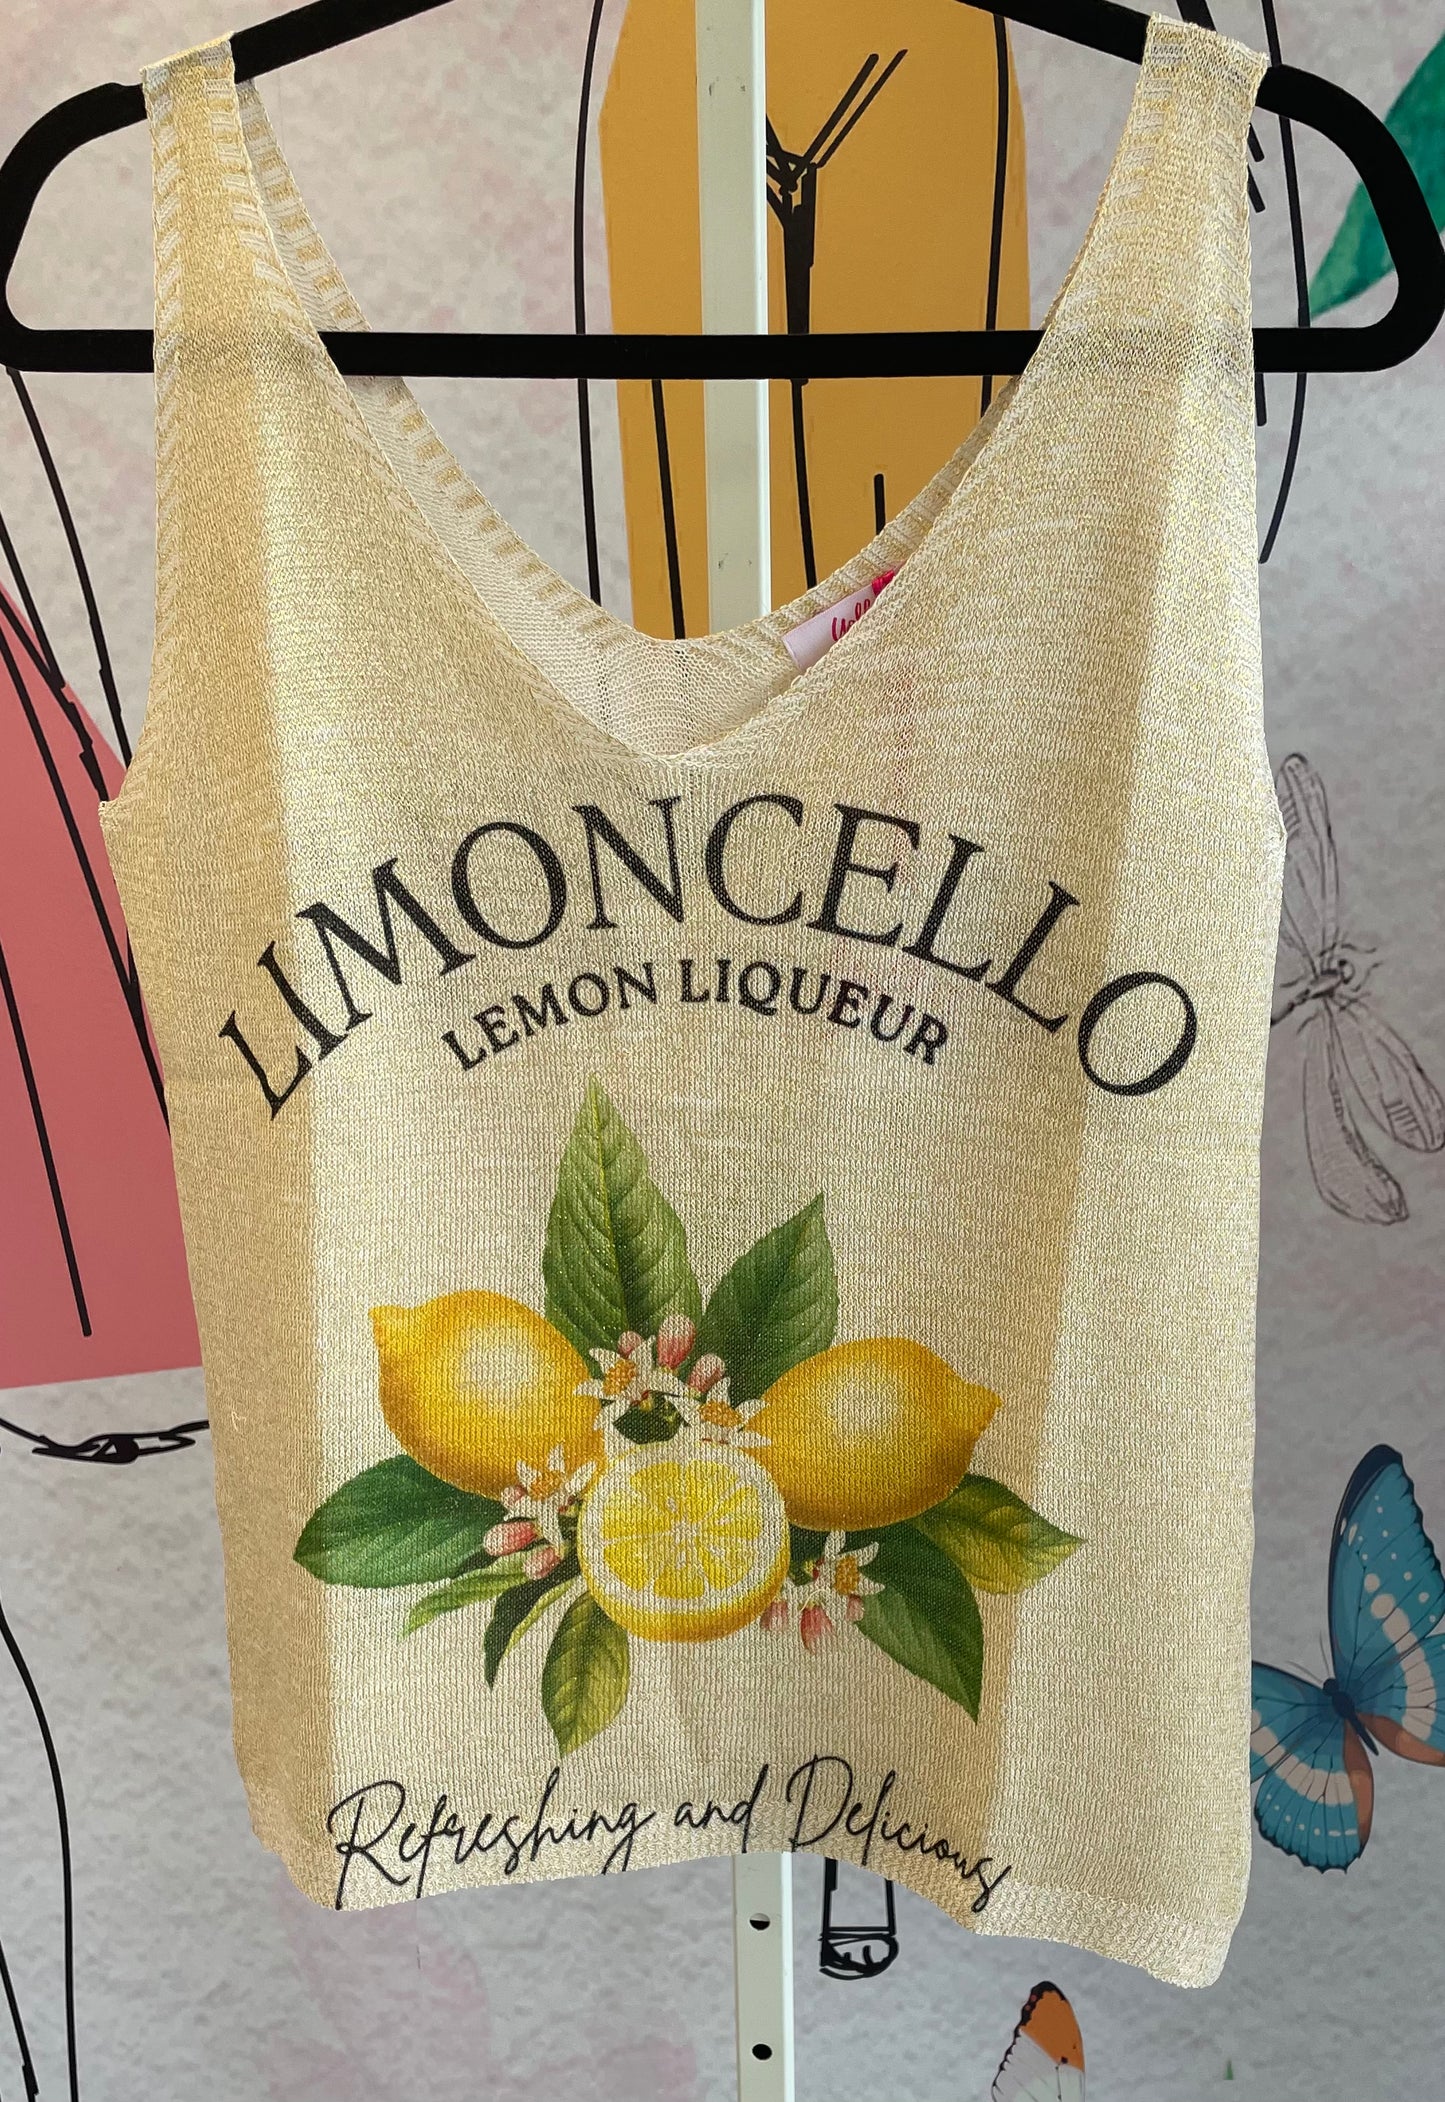 LIMONCELLO
LEMON LIQUEUR
Refreshing and Delicious